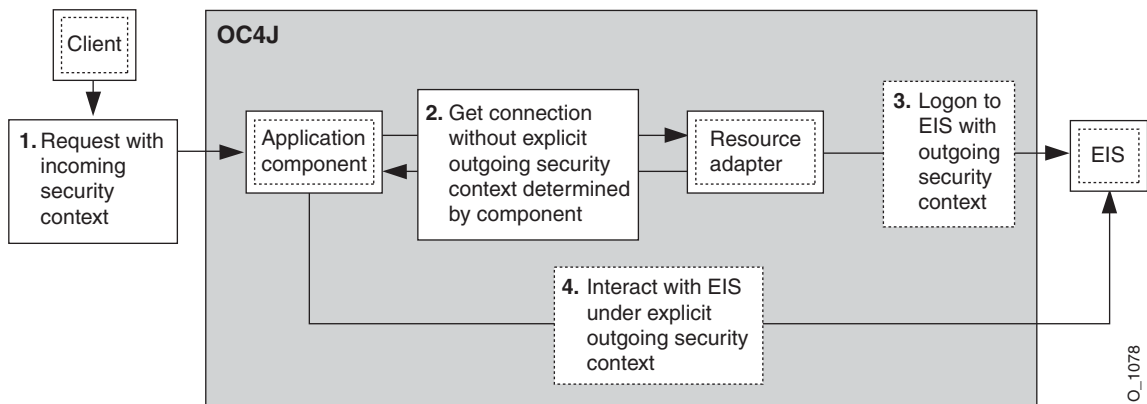 OC4J
Client
1. Request with
incoming
security
context
Application
component
2. Get connection
without explicit
outgoing security
context determined
by component
Resource
adapter
3. Logon to
EIS with
outgoing
security
context
EIS
4. Interact with EIS
under explicit
outgoing security
context
O_1078